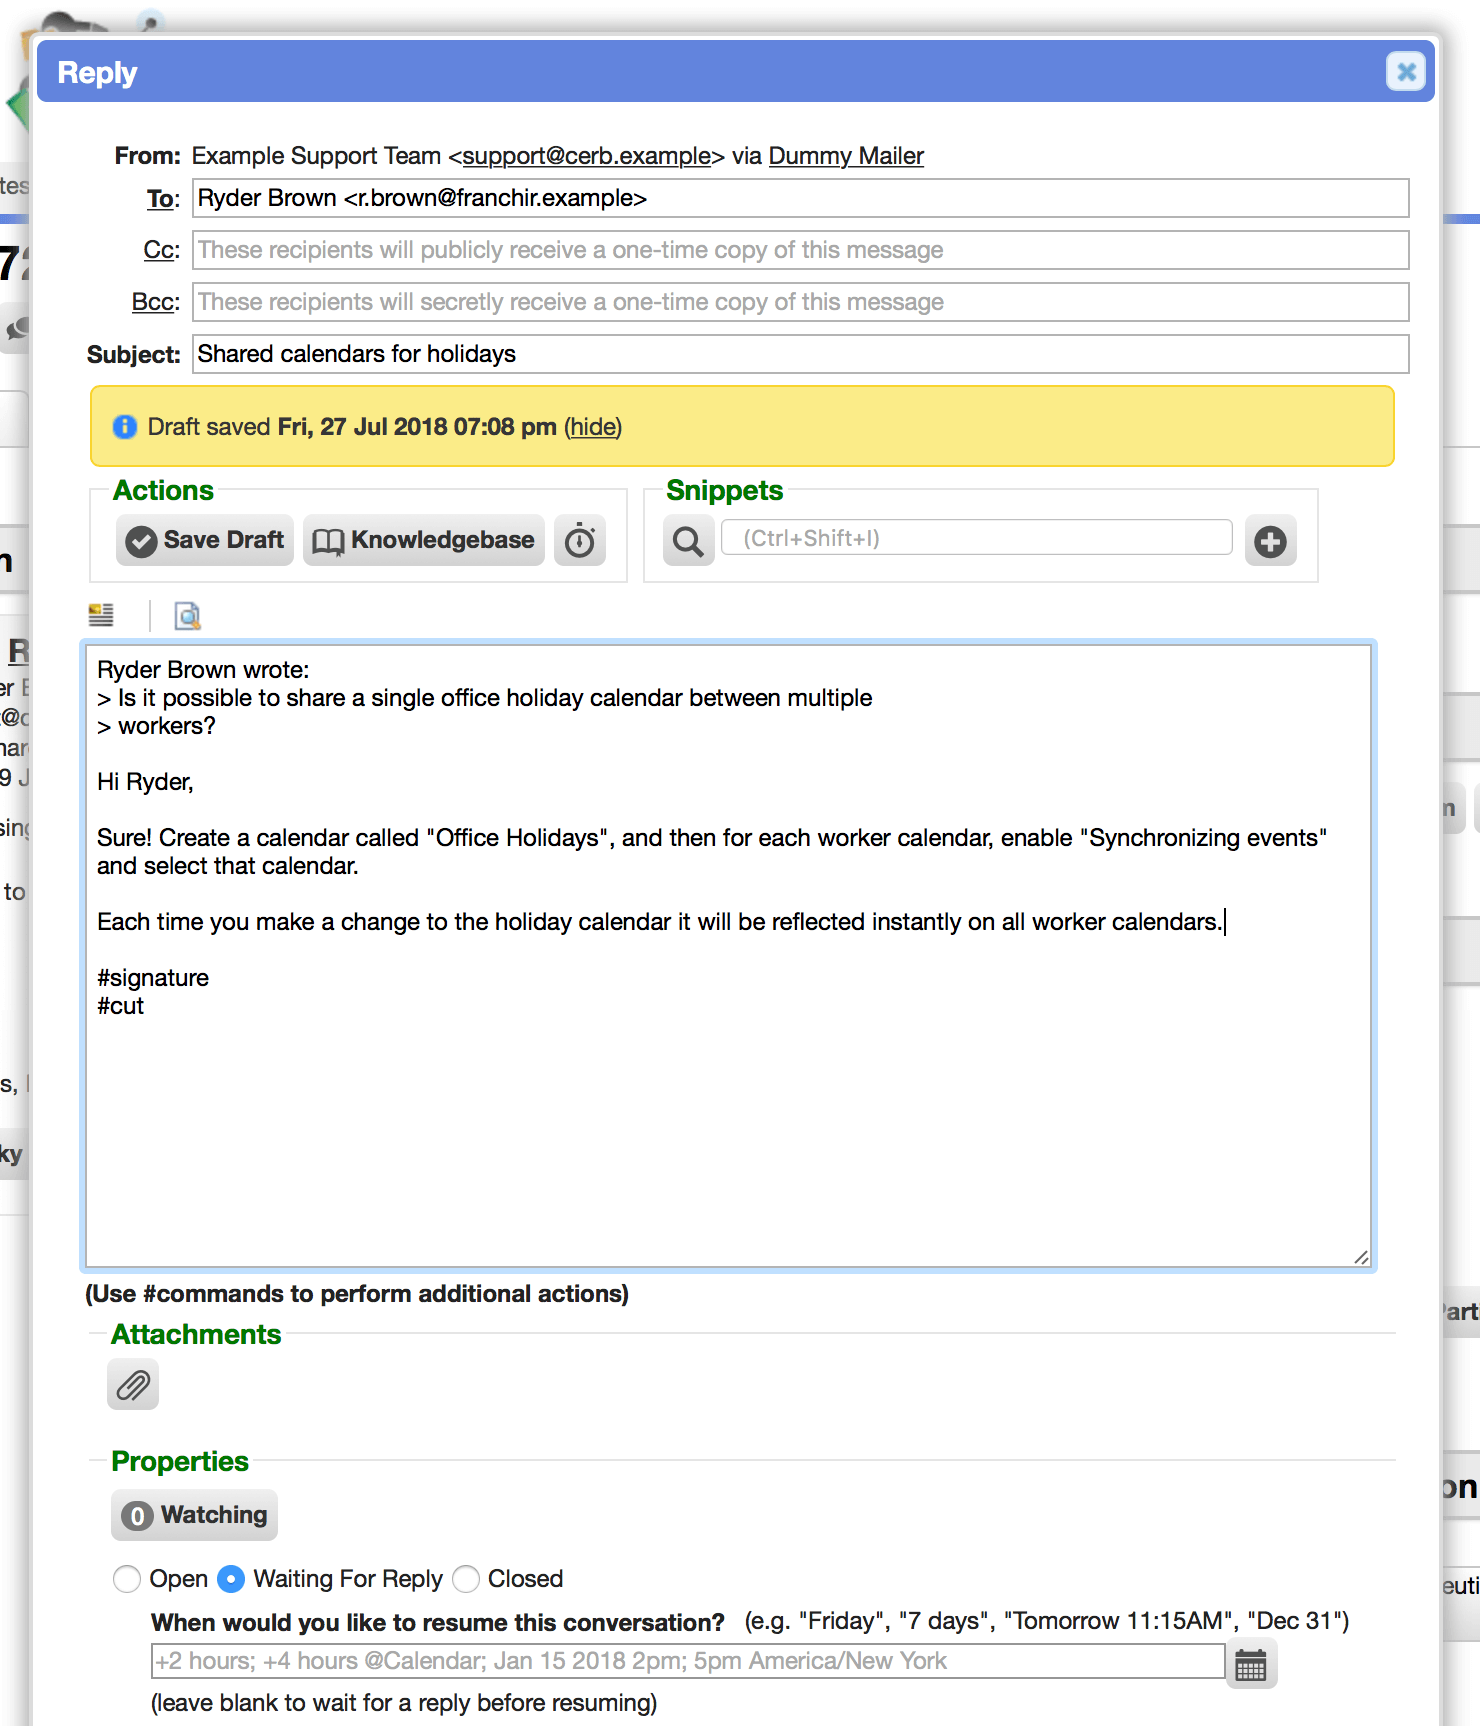 Reply
From: Example Support Team <support@cerb.example> via Dummy Mailer
To: Ryder Brown <r.brown@franchir.example>
Cc: These recipients will publicly receive a one-time copy of this message
Bcc: These recipients will secretly receive a one-time copy of this message
Subject: Shared calendars for holidays
Draft saved Fri, 27 Jul 2018 07:08 pm (hide)
Actions
Snippets
Save Draft Knowledgebase (Ctrl+Shift+I)
Ryder Brown wrote:
> Is it possible to share a single office holiday calendar between multiple
> workers?
Hi Ryder,
Sure! Create a calendar called "Office Holidays", and then for each worker calendar, enable "Synchronizing events"
and select that calendar.
Each time you make a change to the holiday calendar it will be reflected instantly on all worker calendars.
#signature
#cut
(Use #commands to perform additional actions)
Attachments
Properties
0 Watching
Open Waiting For Reply Closed
When would you like to resume this conversation? (e.g. "Friday", "7 days", "Tomorrow 11:15AM", "Dec 31")
+2 hours; +4 hours @Calendar; Jan 15 2018 2pm; 5pm America/New York
(leave blank to wait for a reply before resuming)